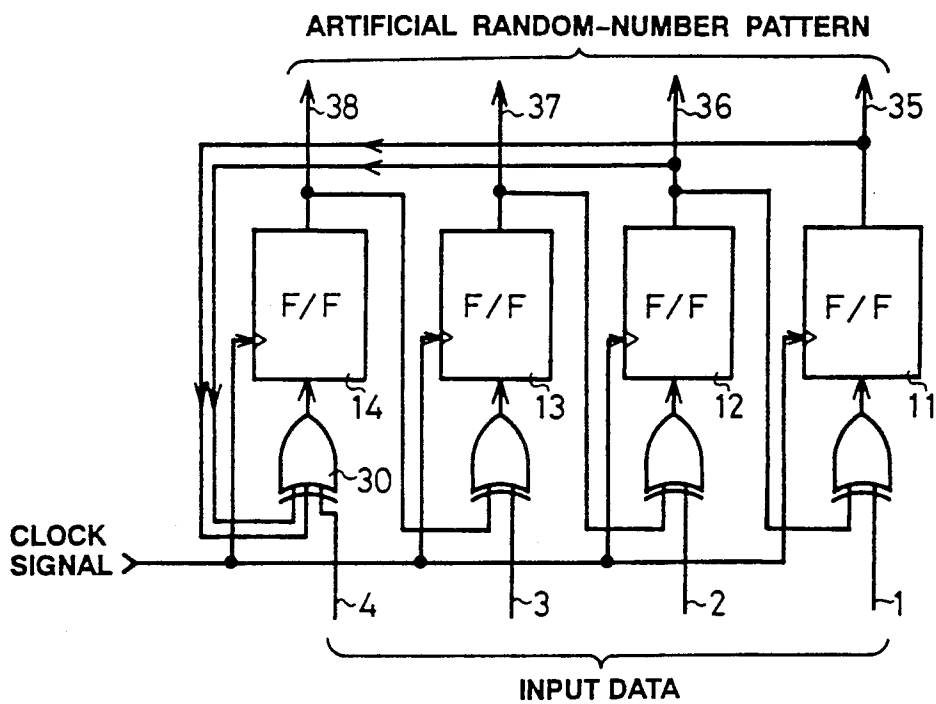 ARTIFICIAL RANDOM-NUMBER PATTERN
38 37 36 35
F/F F/F F/F F/F
14 13 12 11
30
CLOCK
SIGNAL
4 3 2 1
INPUT DATA